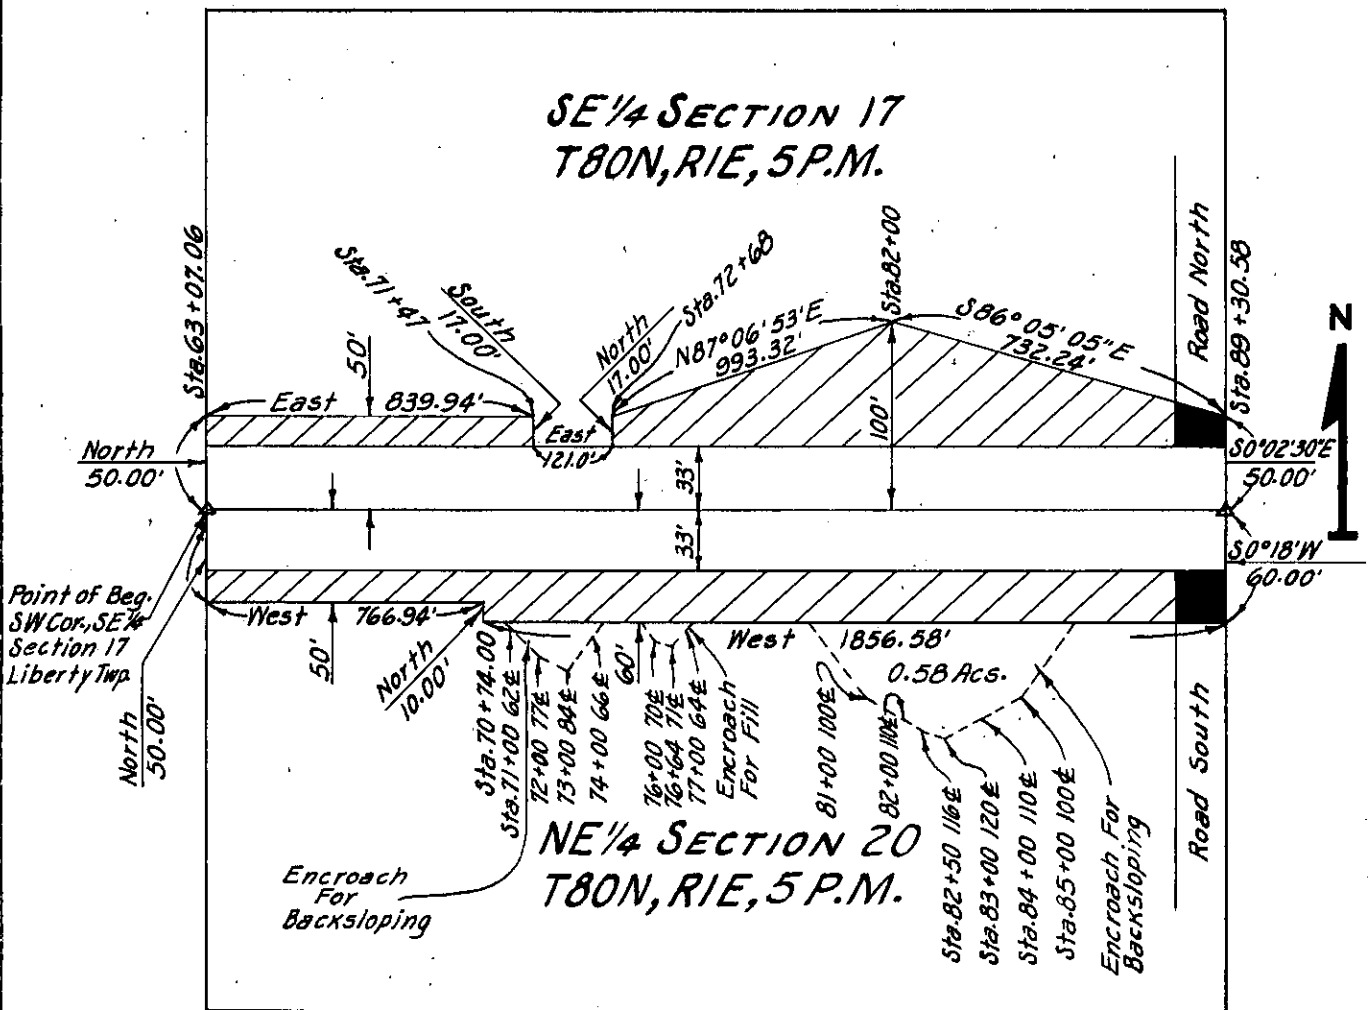 SE 1/4 SECTION 17
T80N, R1E, 5 P.M.
Sta. 63 + 07.06
Sta. 71 + 47
South
17.00'
North
17.00'
Sta. 72 + 68
N87° 06' 53" E
993.32'
Sta. 82+00
S86° 05' 05" E
732.24'
Road North
Sta. 89 + 30.58
N
50'
East 839.94'
East
121.0'
100'
North
50.00'
33'
S0° 02' 30" E
50.00'
33'
S0° 18' W
60.00'
Point of Beg.
SW Cor., SE 1/4
Section 17
Liberty Twp.
West 766.94'
West 1856.58'
0.58 Acs.
50'
North
10.00'
60'
North
50.00'
Sta. 70 + 74.00
Sta. 71+00 62 ℄
72+00 77 ℄
73+00 84 ℄
74+00 66 ℄
76+00 70 ℄
76+64 71 ℄
77+00 64 ℄
Encroach
For Fill
81+00 100 ℄
82+00 110 ℄
Sta. 82+50 116 ℄
Sta. 83+00 120 ℄
Sta. 84+00 110 ℄
Sta. 85+00 100 ℄
Encroach For
Backsloping
Road South
NE 1/4 SECTION 20
T80N, R1E, 5 P.M.
Encroach
For
Backsloping